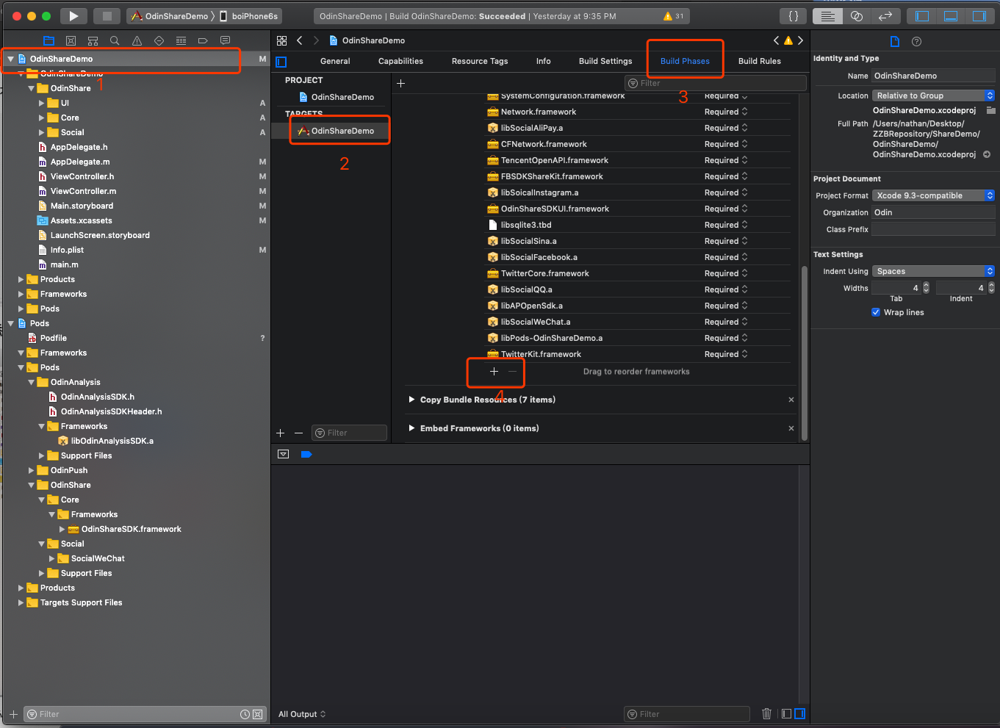 OdinShareDemo
boiPhone6s
OdinShareDemo | Build OdinShareDemo: Succeeded | Yesterday at 9:35 PM
31
{}
OdinShareDemo M
OdinShareDemo
1
OdinShare
UI A
Core A
Social A
AppDelegate.h
AppDelegate.m M
ViewController.h M
ViewController.m M
Main.storyboard M
Assets.xcassets M
LaunchScreen.storyboard
Info.plist M
main.m
Products
Frameworks
Pods
Pods
Podfile ?
Frameworks
Pods
OdinAnalysis
OdinAnalysisSDK.h
OdinAnalysisSDKHeader.h
Frameworks
libOdinAnalysisSDK.a
Support Files
OdinPush
OdinShare
Core
Frameworks
OdinShareSDK.framework
Social
SocialWeChat
Support Files
Products
Targets Support Files
Filter
OdinShareDemo
General Capabilities Resource Tags Info Build Settings Build Phases Build Rules
3
PROJECT
OdinShareDemo
TARGETS
OdinShareDemo
2
Filter
Filter
SystemConfiguration.framework Required
Network.framework Required
libSocialAliPay.a Required
CFNetwork.framework Required
TencentOpenAPI.framework Required
FBSDKShareKit.framework Required
libSoicalInstagram.a Required
OdinShareSDKUI.framework Required
libsqlite3.tbd Required
libSocialSina.a Required
libSocialFacebook.a Required
TwitterCore.framework Required
libSocialQQ.a Required
libAPOpenSdk.a Required
libSocialWeChat.a Required
libPods-OdinShareDemo.a Required
TwitterKit.framework Required
+ − Drag to reorder frameworks
4
Copy Bundle Resources (7 items)
Embed Frameworks (0 items)
All Output
Filter
Identity and Type
Name OdinShareDemo
Location Relative to Group
OdinShareDemo.xcodeproj
Full Path /Users/nathan/Desktop/
ZZBRepository/ShareDemo/
OdinShareDemo/
OdinShareDemo.xcodeproj
Project Document
Project Format Xcode 9.3-compatible
Organization Odin
Class Prefix
Text Settings
Indent Using Spaces
Widths 4 4
Tab Indent
Wrap lines